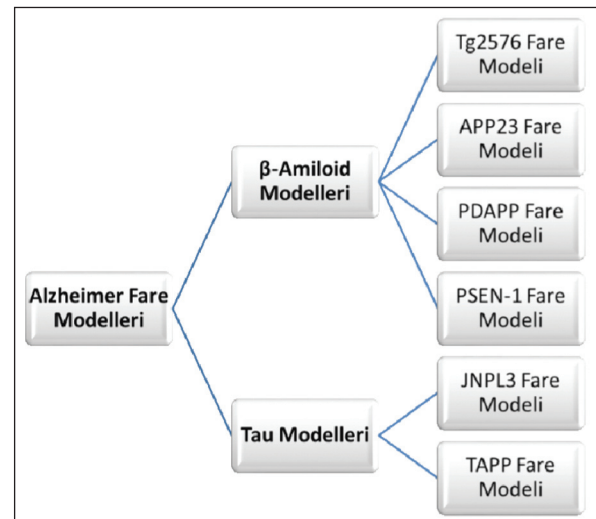 Alzheimer Fare
Modelleri
β-Amiloid
Modelleri
Tg2576 Fare
Modeli
APP23 Fare
Modeli
PDAPP Fare
Modeli
PSEN-1 Fare
Modeli
Tau Modelleri
JNPL3 Fare
Modeli
TAPP Fare
Modeli